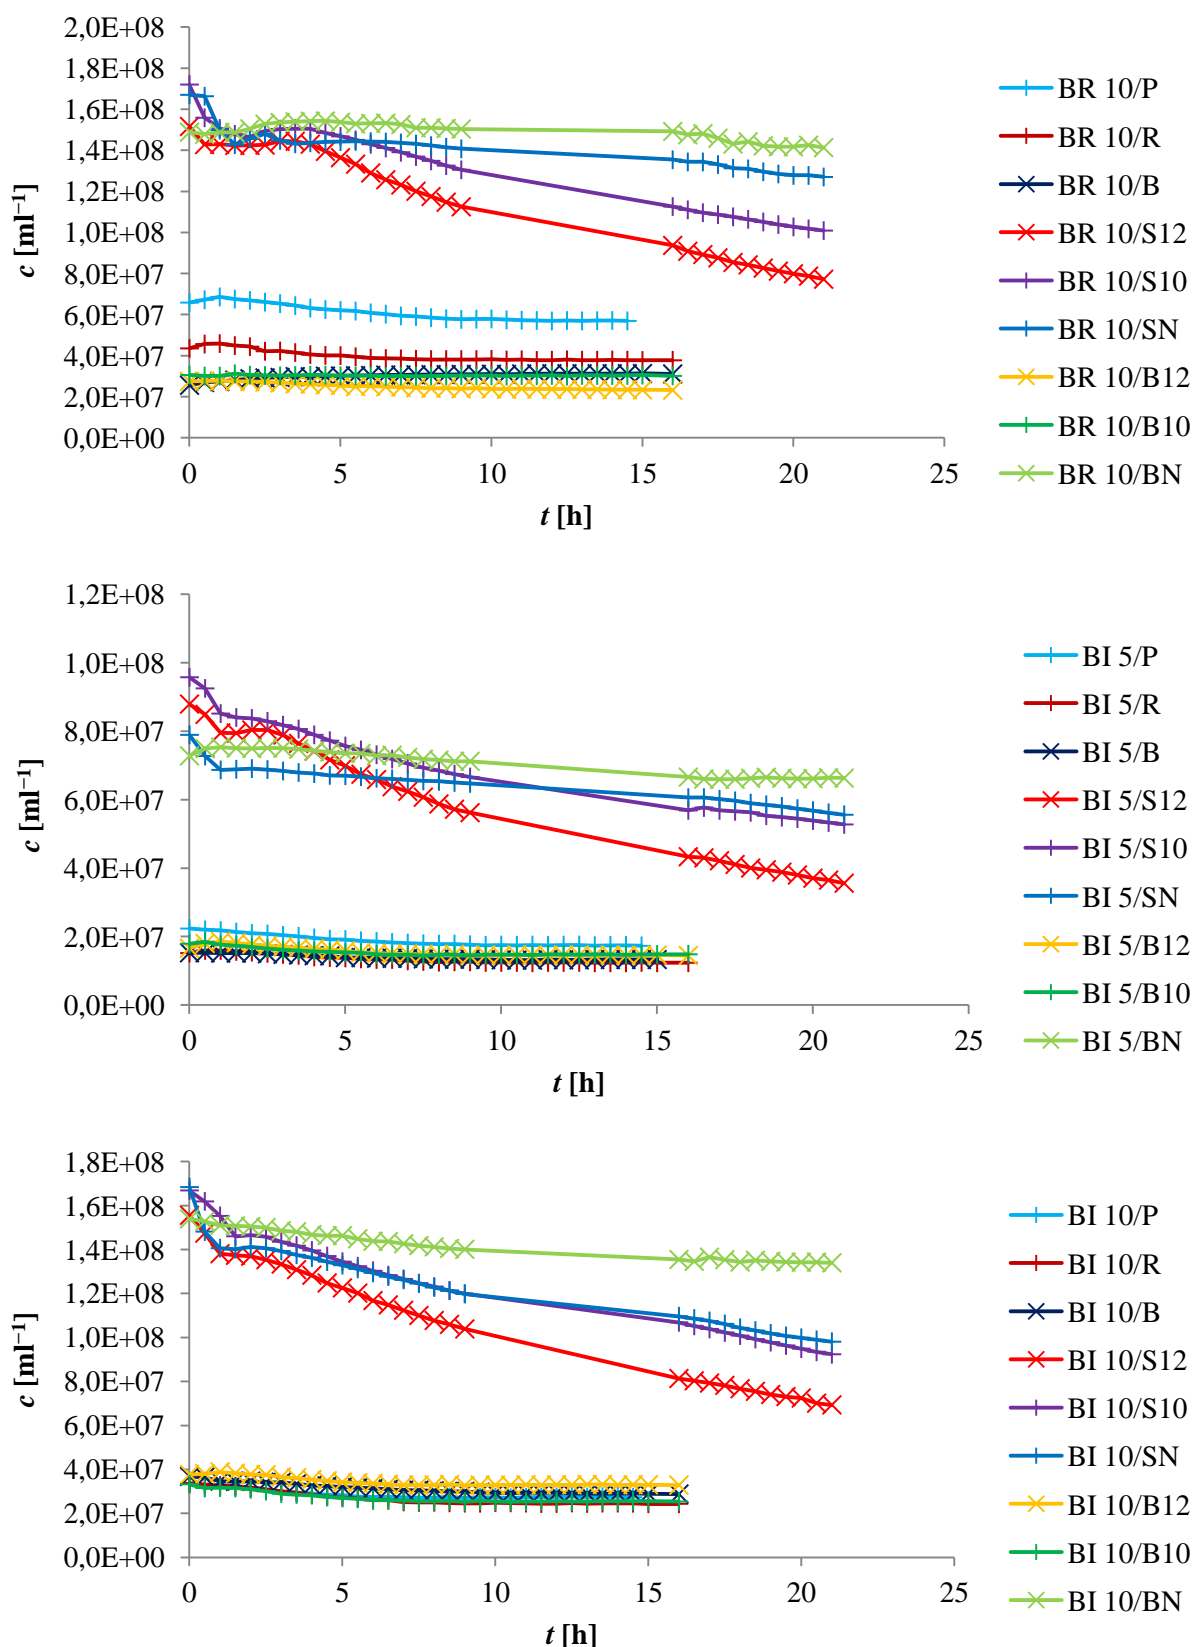 2,0E+08
1,8E+08
1,6E+08
1,4E+08
1,2E+08
1,0E+08
8,0E+07
6,0E+07
4,0E+07
2,0E+07
0,0E+00
c [ml⁻¹]
0 5 10 15 20 25
t [h]
BR 10/P
BR 10/R
BR 10/B
BR 10/S12
BR 10/S10
BR 10/SN
BR 10/B12
BR 10/B10
BR 10/BN
1,2E+08
1,0E+08
8,0E+07
6,0E+07
4,0E+07
2,0E+07
0,0E+00
c [ml⁻¹]
0 5 10 15 20 25
t [h]
BI 5/P
BI 5/R
BI 5/B
BI 5/S12
BI 5/S10
BI 5/SN
BI 5/B12
BI 5/B10
BI 5/BN
1,8E+08
1,6E+08
1,4E+08
1,2E+08
1,0E+08
8,0E+07
6,0E+07
4,0E+07
2,0E+07
0,0E+00
c [ml⁻¹]
0 5 10 15 20 25
t [h]
BI 10/P
BI 10/R
BI 10/B
BI 10/S12
BI 10/S10
BI 10/SN
BI 10/B12
BI 10/B10
BI 10/BN